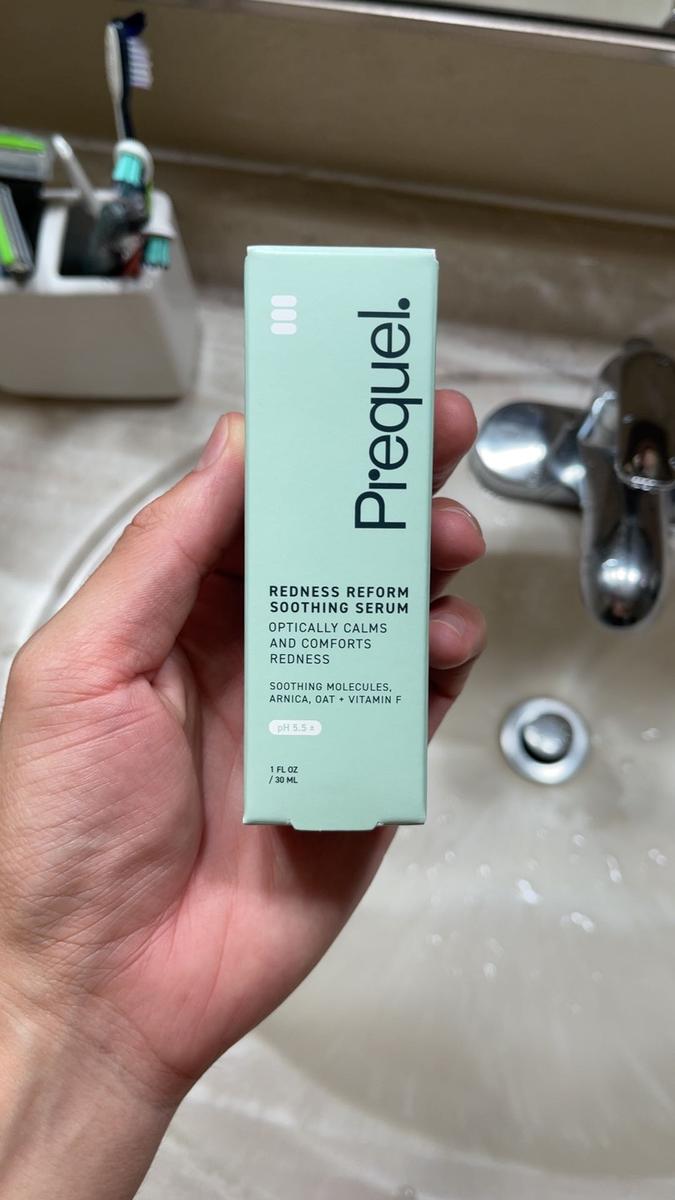 Prequel.
REDNESS REFORM
SOOTHING SERUM
OPTICALLY CALMS
AND COMFORTS
REDNESS
SOOTHING MOLECULES,
ARNICA, OAT + VITAMIN F
pH 5.5 ±
1 FL OZ
/ 30 ML